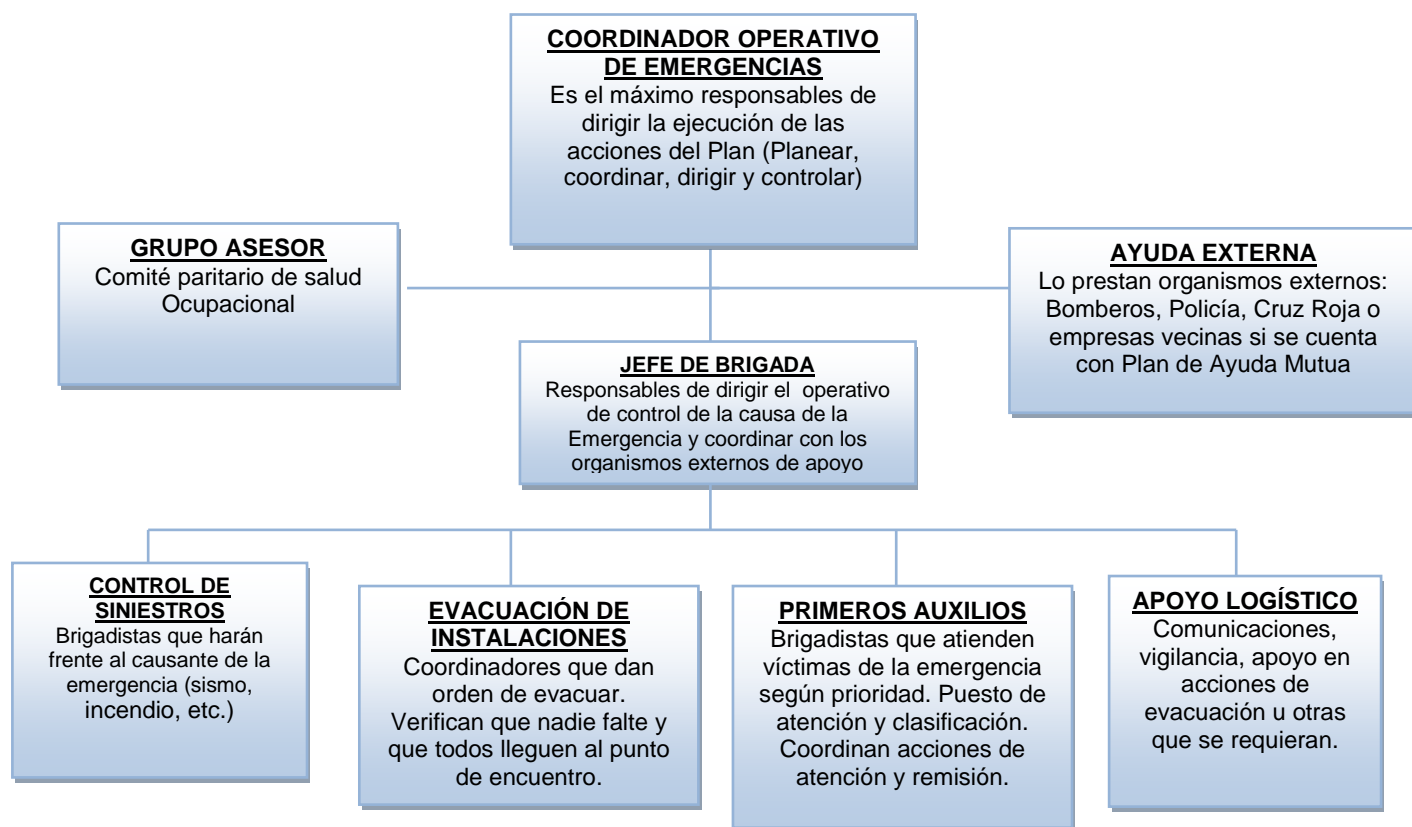 COORDINADOR OPERATIVO
DE EMERGENCIAS
Es el máximo responsables de
dirigir la ejecución de las
acciones del Plan (Planear,
coordinar, dirigir y controlar)
GRUPO ASESOR
Comité paritario de salud
Ocupacional
AYUDA EXTERNA
Lo prestan organismos externos:
Bomberos, Policía, Cruz Roja o
empresas vecinas si se cuenta
con Plan de Ayuda Mutua
JEFE DE BRIGADA
Responsables de dirigir el operativo
de control de la causa de la
Emergencia y coordinar con los
organismos externos de apoyo
CONTROL DE
SINIESTROS
Brigadistas que harán
frente al causante de la
emergencia (sismo,
incendio, etc.)
EVACUACIÓN DE
INSTALACIONES
Coordinadores que dan
orden de evacuar.
Verifican que nadie falte y
que todos lleguen al punto
de encuentro.
PRIMEROS AUXILIOS
Brigadistas que atienden
víctimas de la emergencia
según prioridad. Puesto de
atención y clasificación.
Coordinan acciones de
atención y remisión.
APOYO LOGÍSTICO
Comunicaciones,
vigilancia, apoyo en
acciones de
evacuación u otras
que se requieran.